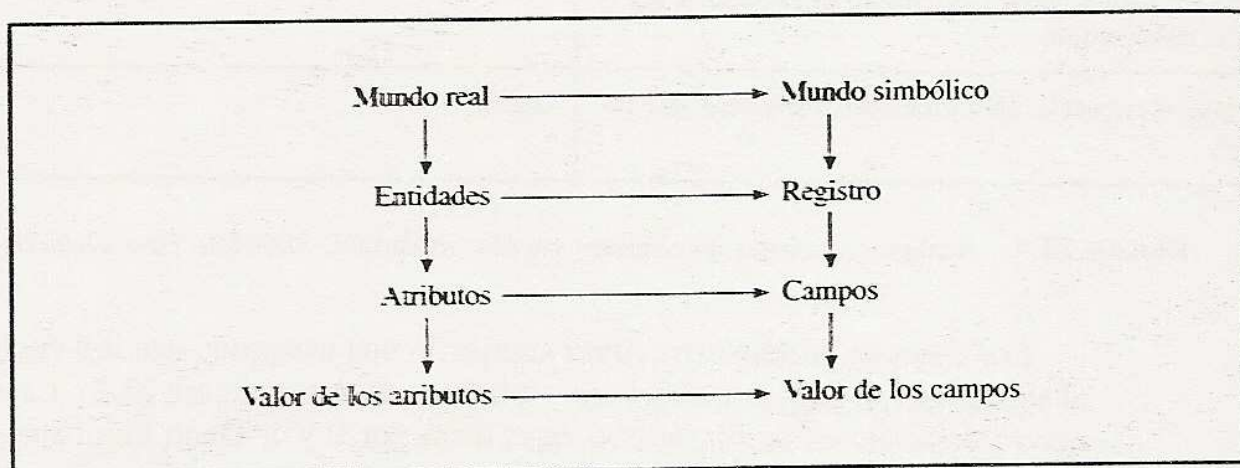 Mundo real Mundo simbólico
Entidades Registro
Atributos Campos
Valor de los atributos Valor de los campos